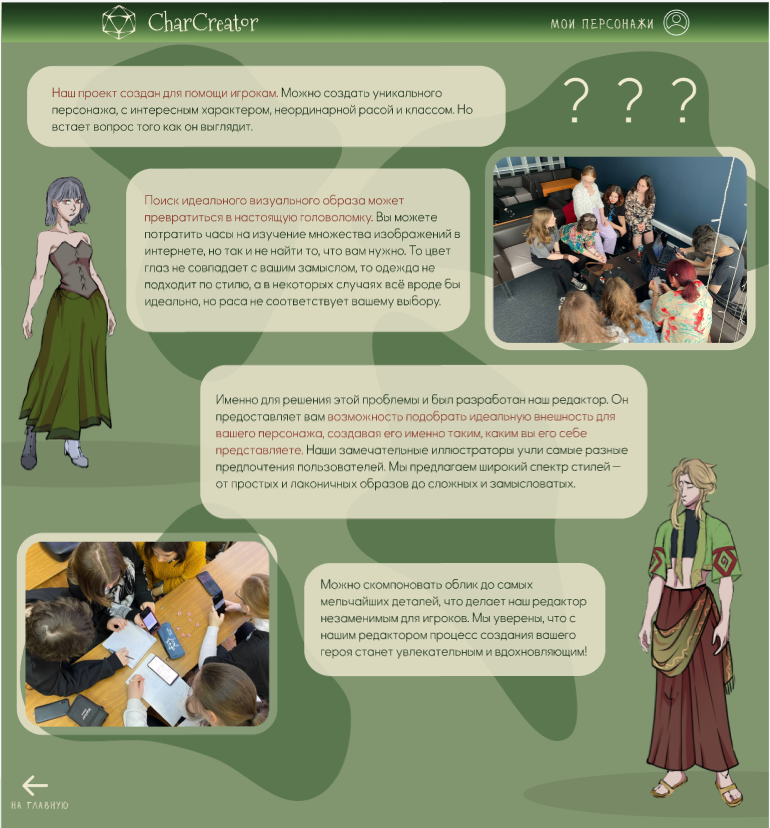 CharCreator
МОИ ПЕРСОНАЖИ
Наш проект создан для помощи игрокам. Можно создать уникального
персонажа, с интересным характером, неординарной расой и классом. Но
встает вопрос того как он выглядит.
? ? ?
Поиск идеального визуального образа может
превратиться в настоящую головоломку. Вы можете
потратить часы на изучение множества изображений в
интернете, но так и не найти то, что вам нужно. То цвет
глаз не совпадает с вашим замыслом, то одежда не
подходит по стилю, а в некоторых случаях всё вроде бы
идеально, но раса не соответствует вашему выбору.
Именно для решения этой проблемы и был разработан наш редактор. Он
предоставляет вам возможность подобрать идеальную внешность для
вашего персонажа, создавая его именно таким, каким вы его себе
представляете. Наши замечательные иллюстраторы учли самые разные
предпочтения пользователей. Мы предлагаем широкий спектр стилей —
от простых и лаконичных образов до сложных и замысловатых.
Можно скомпоновать облик до самых
мельчайших деталей, что делает наш редактор
незаменимым для игроков. Мы уверены, что с
нашим редактором процесс создания вашего
героя станет увлекательным и вдохновляющим!
НА ГЛАВНУЮ